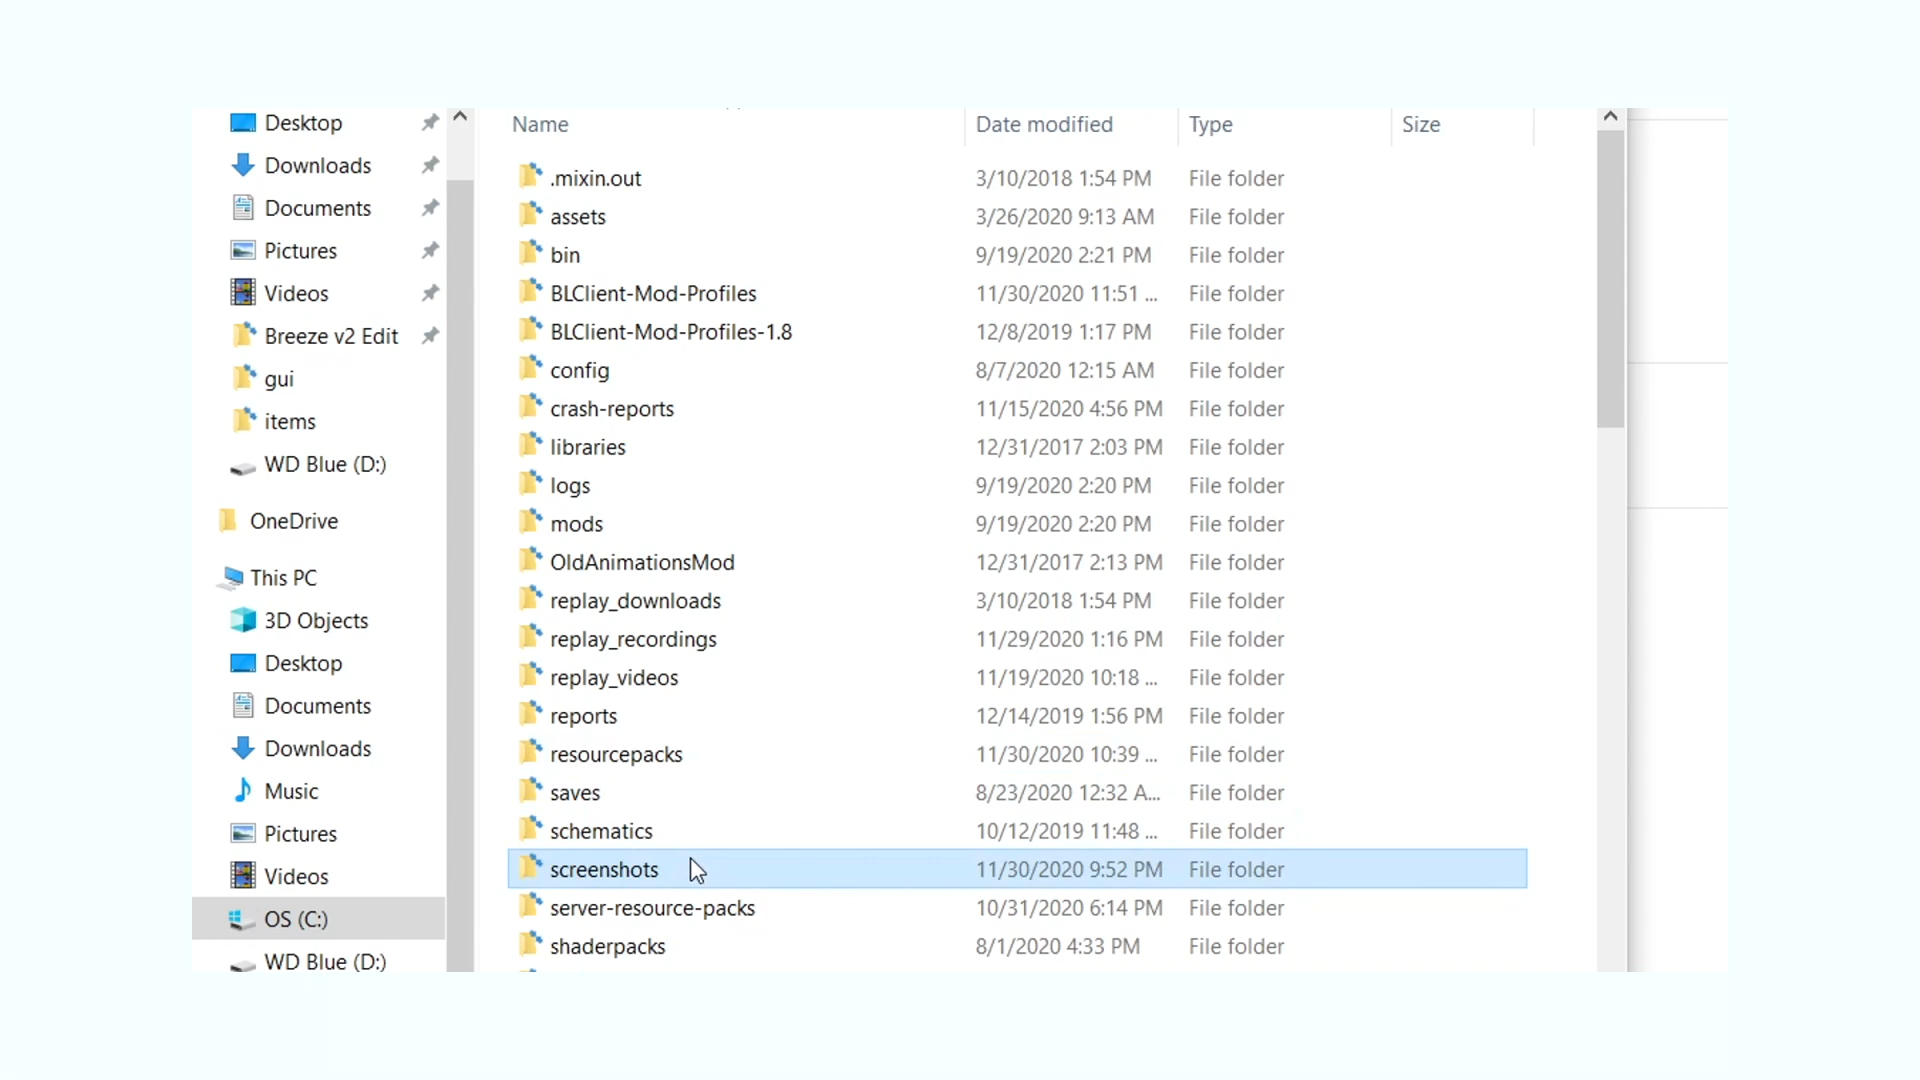 Desktop
Downloads
Documents
Pictures
Videos
Breeze v2 Edit
gui
items
WD Blue (D:)
OneDrive
This PC
3D Objects
Desktop
Documents
Downloads
Music
Pictures
Videos
OS (C:)
WD Blue (D:)
Name Date modified Type Size
.mixin.out 3/10/2018 1:54 PM File folder
assets 3/26/2020 9:13 AM File folder
bin 9/19/2020 2:21 PM File folder
BLClient-Mod-Profiles 11/30/2020 11:51 ... File folder
BLClient-Mod-Profiles-1.8 12/8/2019 1:17 PM File folder
config 8/7/2020 12:15 AM File folder
crash-reports 11/15/2020 4:56 PM File folder
libraries 12/31/2017 2:03 PM File folder
logs 9/19/2020 2:20 PM File folder
mods 9/19/2020 2:20 PM File folder
OldAnimationsMod 12/31/2017 2:13 PM File folder
replay_downloads 3/10/2018 1:54 PM File folder
replay_recordings 11/29/2020 1:16 PM File folder
replay_videos 11/19/2020 10:18 ... File folder
reports 12/14/2019 1:56 PM File folder
resourcepacks 11/30/2020 10:39 ... File folder
saves 8/23/2020 12:32 A... File folder
schematics 10/12/2019 11:48 ... File folder
screenshots 11/30/2020 9:52 PM File folder
server-resource-packs 10/31/2020 6:14 PM File folder
shaderpacks 8/1/2020 4:33 PM File folder